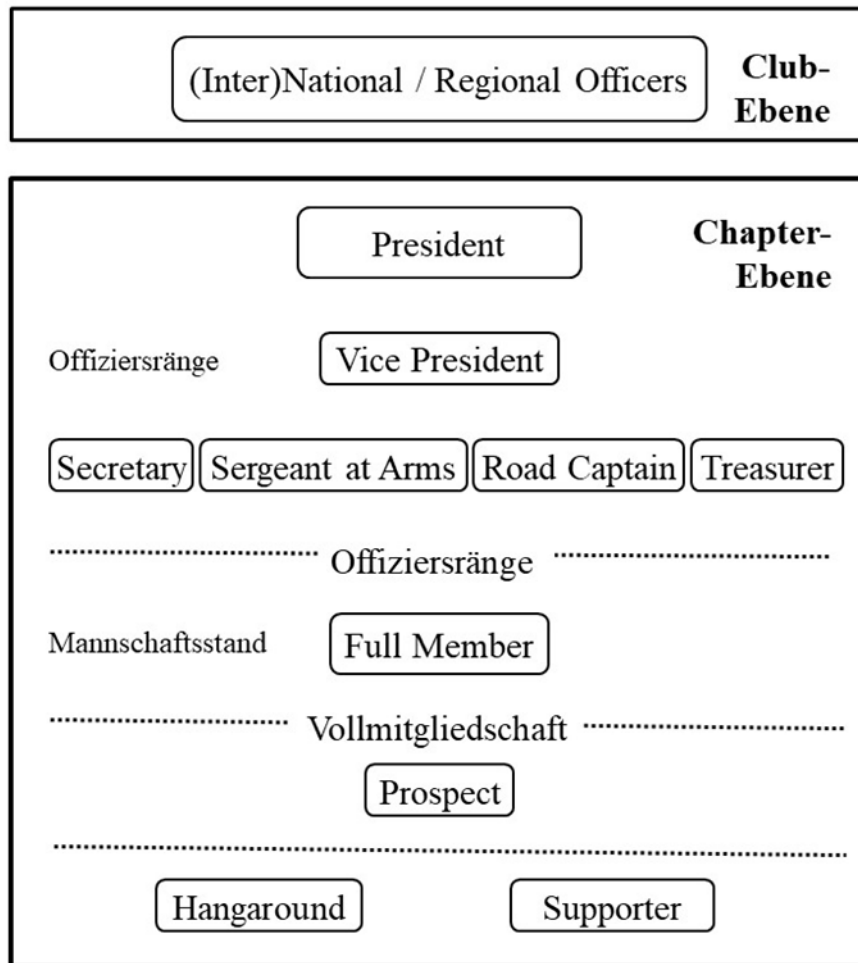 (Inter)National / Regional Officers
Club-
Ebene
President
Chapter-
Ebene
Offiziersränge
Vice President
Secretary
Sergeant at Arms
Road Captain
Treasurer
Offiziersränge
Mannschaftsstand
Full Member
Vollmitgliedschaft
Prospect
Hangaround
Supporter